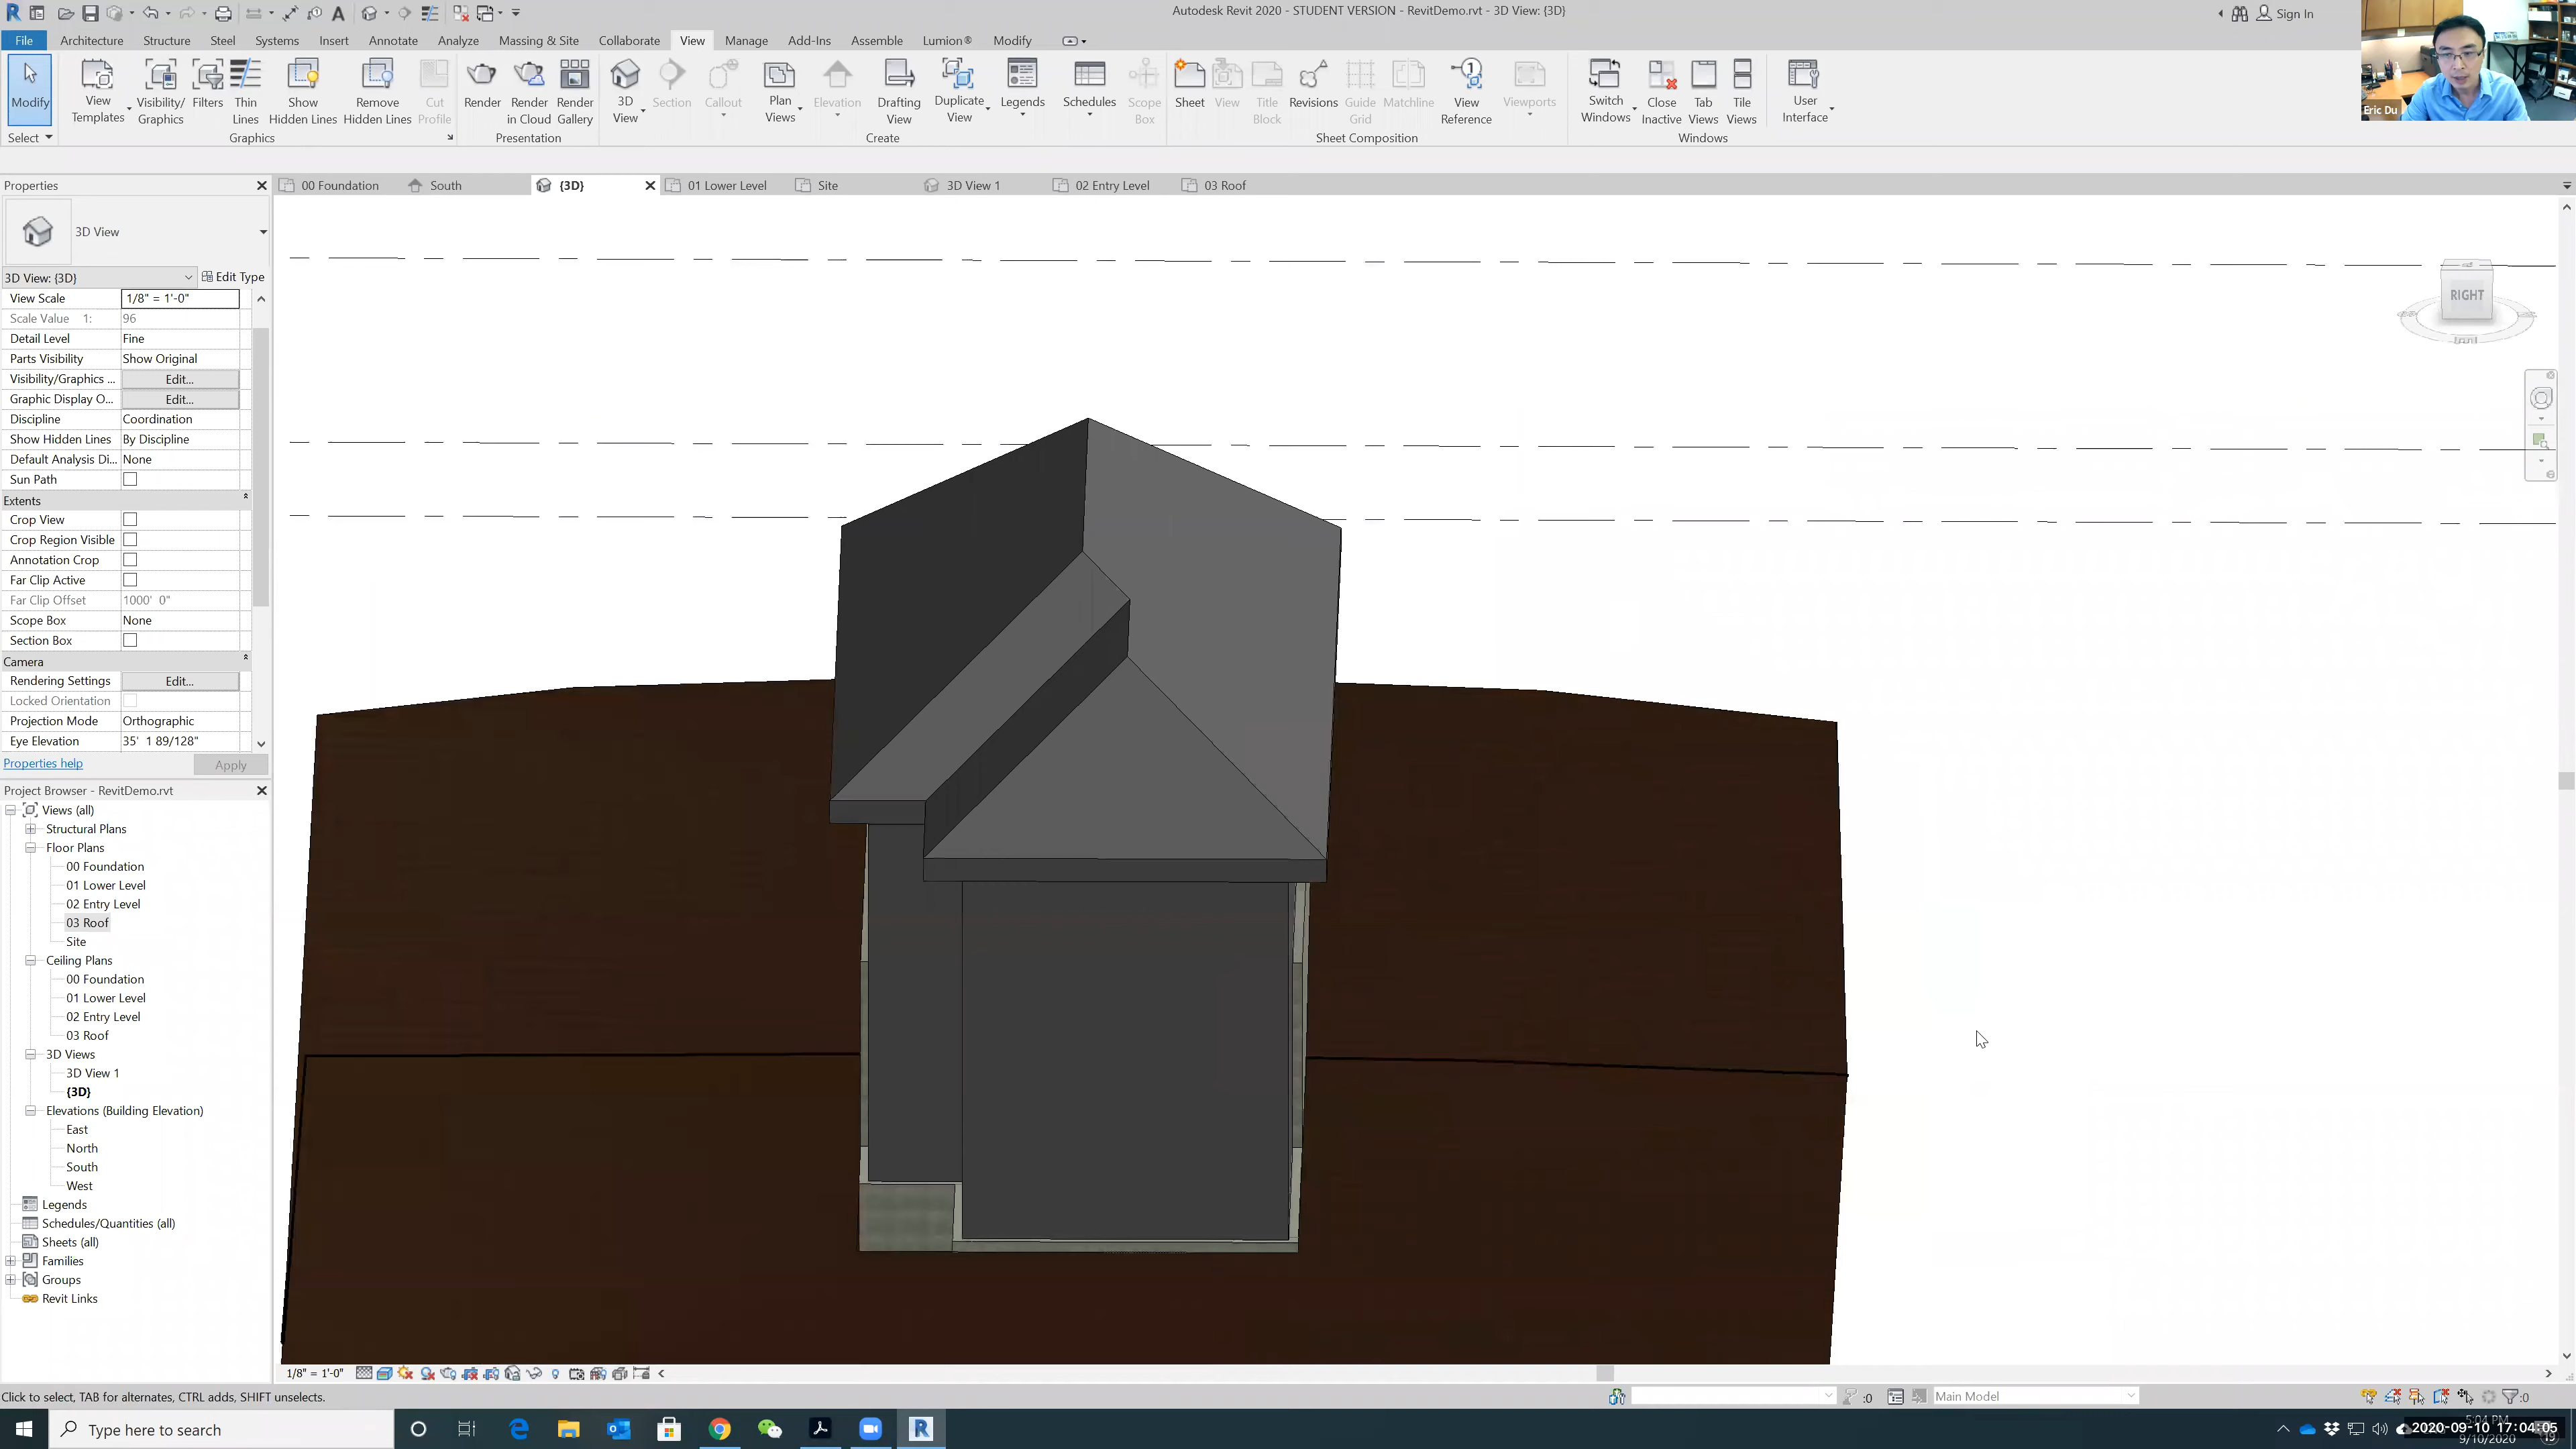 Autodesk Revit 2020 - STUDENT VERSION - RevitDemo.rvt - 3D View: {3D}
Sign In
File Architecture Structure Steel Systems Insert Annotate Analyze Massing & Site Collaborate View Manage Add-Ins Assemble Lumion® Modify
Modify
View Templates
Visibility/ Graphics
Filters
Thin Lines
Show Hidden Lines
Remove Hidden Lines
Cut Profile
Render
Render in Cloud
Render Gallery
3D View
Section
Callout
Plan Views
Elevation
Drafting View
Duplicate View
Legends
Schedules
Scope Box
Sheet
View
Title Block
Revisions
Guide Grid
Matchline
View Reference
Viewports
Switch Windows
Close Inactive
Tab Views
Tile Views
User Interface
Eric Du
Select Graphics Presentation Create Sheet Composition Windows
Properties
00 Foundation South {3D} 01 Lower Level Site 3D View 1 02 Entry Level 03 Roof
3D View
3D View: {3D} Edit Type
View Scale 1/8" = 1'-0"
Scale Value 1: 96
Detail Level Fine
Parts Visibility Show Original
Visibility/Graphics ... Edit...
Graphic Display O... Edit...
Discipline Coordination
Show Hidden Lines By Discipline
Default Analysis Di... None
Sun Path
Extents
Crop View
Crop Region Visible
Annotation Crop
Far Clip Active
Far Clip Offset 1000' 0"
Scope Box None
Section Box
Camera
Rendering Settings Edit...
Locked Orientation
Projection Mode Orthographic
Eye Elevation 35' 1 89/128"
Properties help Apply
RIGHT
Project Browser - RevitDemo.rvt
Views (all)
Structural Plans
Floor Plans
00 Foundation
01 Lower Level
02 Entry Level
03 Roof
Site
Ceiling Plans
00 Foundation
01 Lower Level
02 Entry Level
03 Roof
3D Views
3D View 1
{3D}
Elevations (Building Elevation)
East
North
South
West
Legends
Schedules/Quantities (all)
Sheets (all)
Families
Groups
Revit Links
1/8" = 1'-0"
Click to select, TAB for alternates, CTRL adds, SHIFT unselects.
:0
Main Model
:0
Type here to search
5:04 PM
2020-09-10 17:04:05
9/10/2020